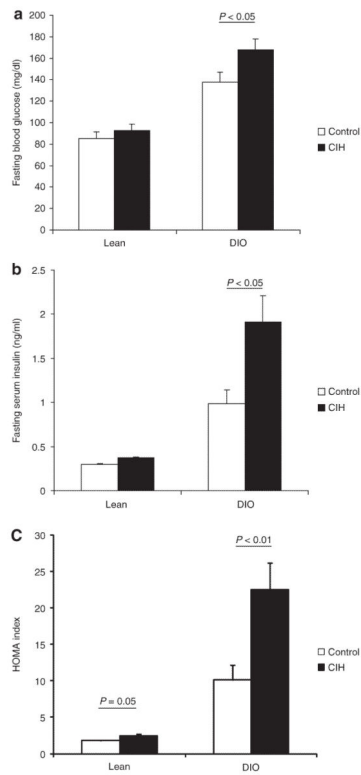 a
P < 0.05
200
180
160
140
120
100
80
60
40
20
0
Fasting blood glucose (mg/dl)
Control
CIH
Lean DIO
b
P < 0.05
2.5
2
1.5
1
0.5
0
Fasting serum insulin (ng/ml)
Control
CIH
Lean DIO
C
P < 0.01
P = 0.05
30
25
20
15
10
5
0
HOMA index
Control
CIH
Lean DIO